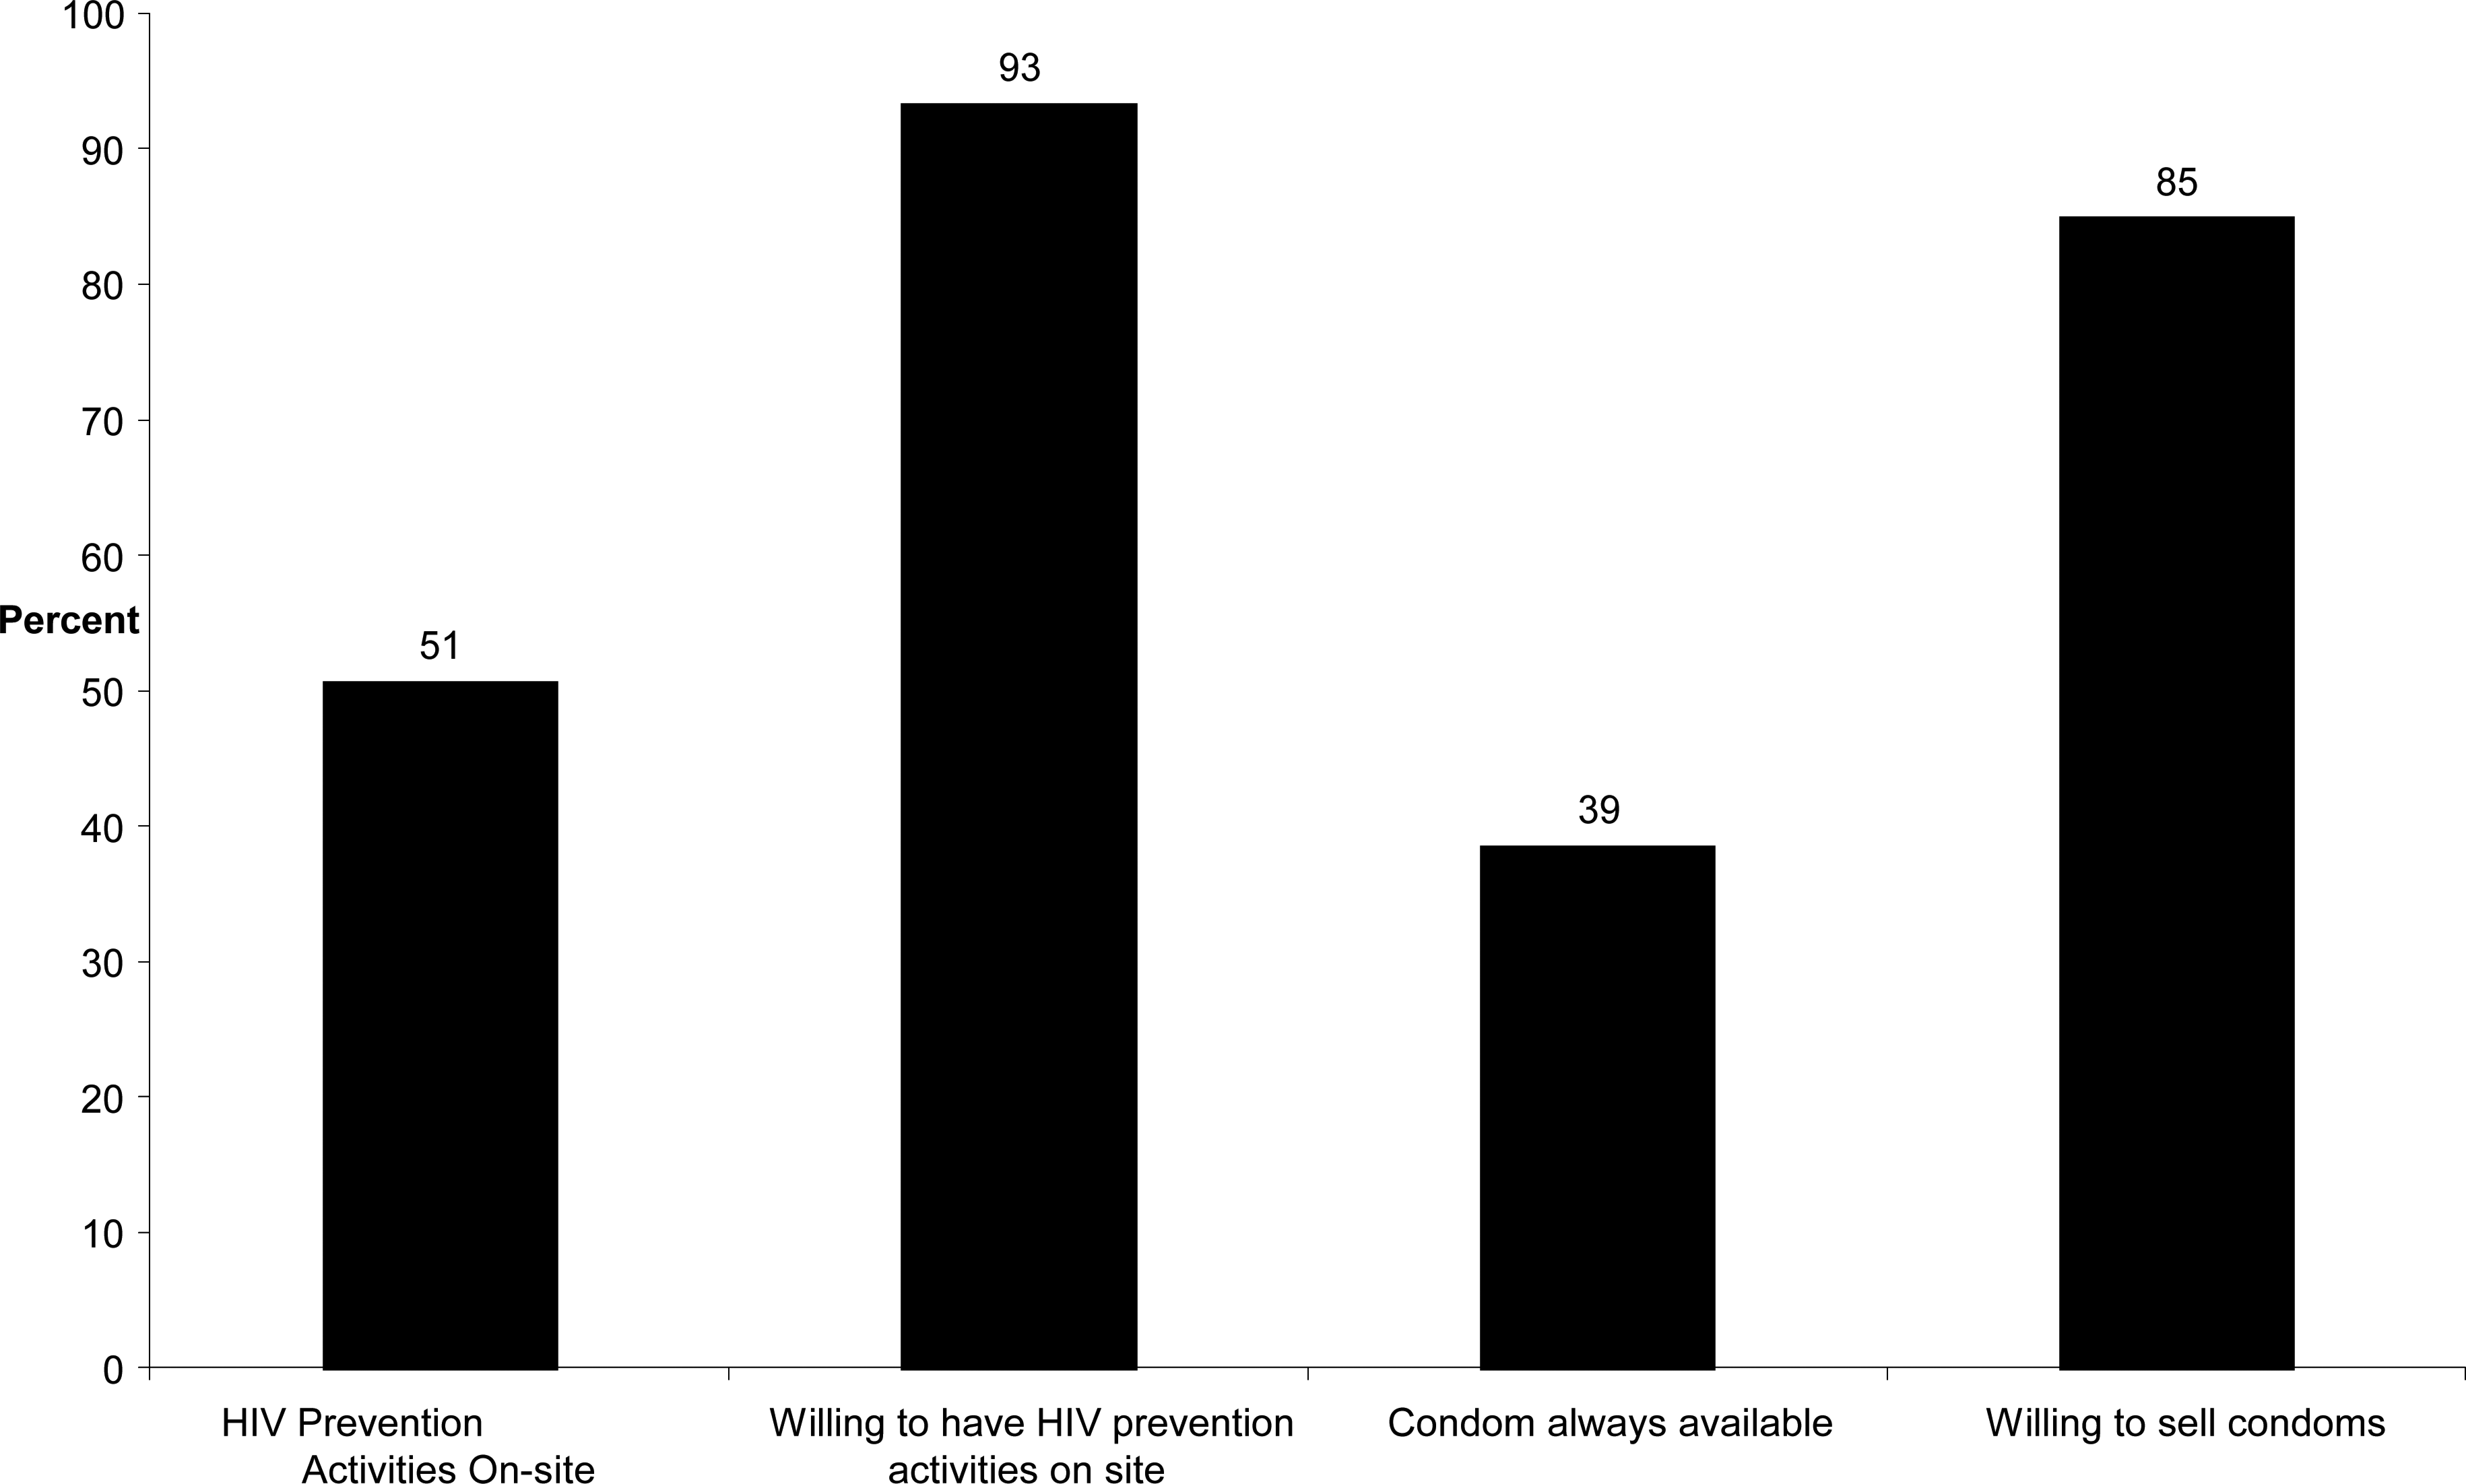 100
93
90
85
80
70
60
Percent
51
50
40
39
30
20
10
0
HIV Prevention
Activities On-site
Willing to have HIV prevention
activities on site
Condom always available
Willing to sell condoms